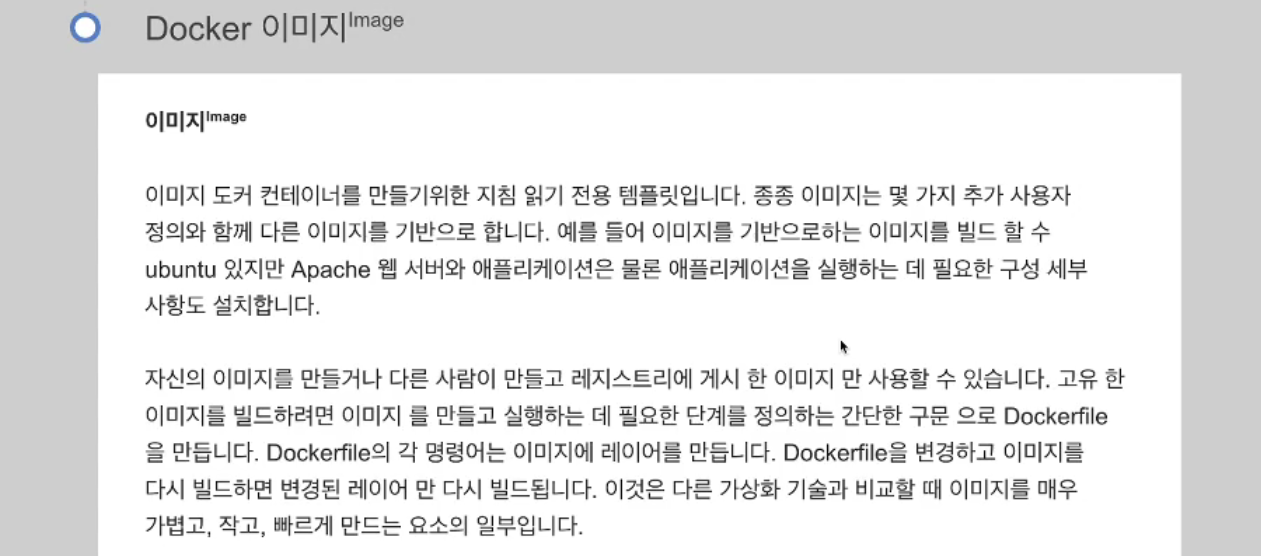 Docker 이미지Image
이미지Image
이미지 도커 컨테이너를 만들기위한 지침 읽기 전용 템플릿입니다. 종종 이미지는 몇 가지 추가 사용자
정의와 함께 다른 이미지를 기반으로 합니다. 예를 들어 이미지를 기반으로하는 이미지를 빌드 할 수
ubuntu 있지만 Apache 웹 서버와 애플리케이션은 물론 애플리케이션을 실행하는 데 필요한 구성 세부
사항도 설치합니다.
자신의 이미지를 만들거나 다른 사람이 만들고 레지스트리에 게시 한 이미지 만 사용할 수 있습니다. 고유 한
이미지를 빌드하려면 이미지 를 만들고 실행하는 데 필요한 단계를 정의하는 간단한 구문 으로 Dockerfile
을 만듭니다. Dockerfile의 각 명령어는 이미지에 레이어를 만듭니다. Dockerfile을 변경하고 이미지를
다시 빌드하면 변경된 레이어 만 다시 빌드됩니다. 이것은 다른 가상화 기술과 비교할 때 이미지를 매우
가볍고, 작고, 빠르게 만드는 요소의 일부입니다.